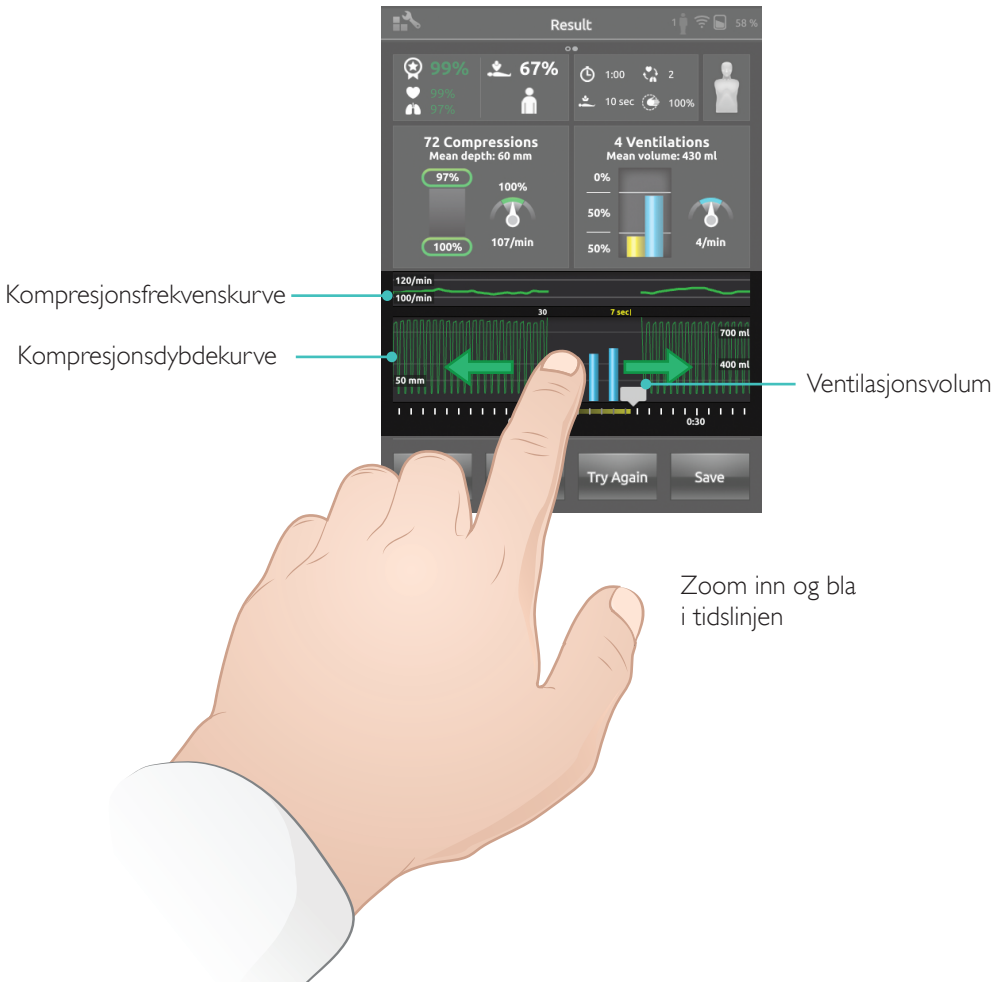 Result
1
58 %
99%
67%
99%
97%
1:00
2
10 sec
100%
72 Compressions
Mean depth: 60 mm
97%
100%
100%
107/min
4 Ventilations
Mean volume: 430 ml
0%
50%
50%
4/min
120/min
100/min
Kompresjonsfrekvenskurve
30
7 sec
700 ml
Kompresjonsdybdekurve
400 ml
50 mm
Ventilasjonsvolum
0:30
Try Again
Save
Zoom inn og bla
i tidslinjen